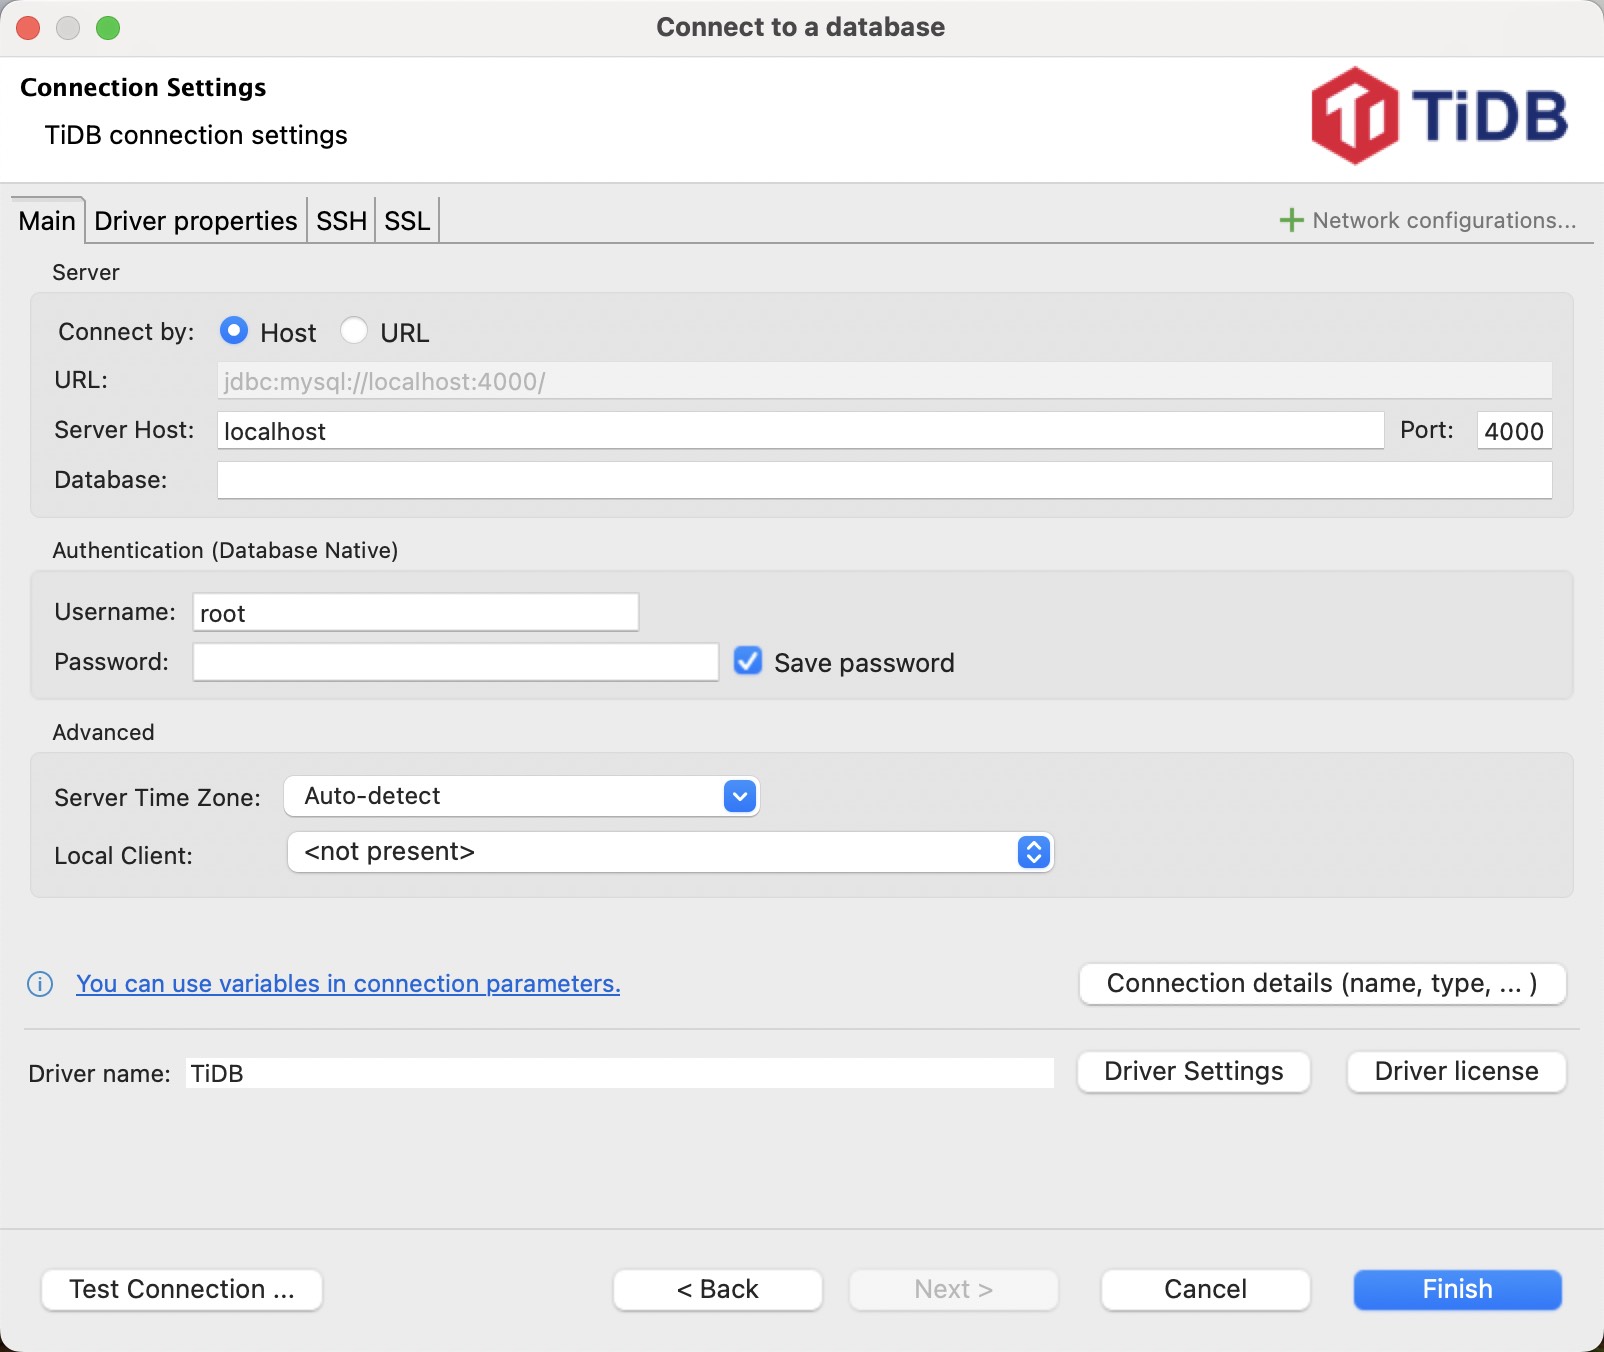 Connect to a database
Connection Settings
TiDB connection settings
TiDB
Main Driver properties SSH SSL Network configurations...
Server
Connect by: Host URL
URL: jdbc:mysql://localhost:4000/
Server Host: localhost Port: 4000
Database:
Authentication (Database Native)
Username: root
Password: Save password
Advanced
Server Time Zone: Auto-detect
Local Client: <not present>
You can use variables in connection parameters. Connection details (name, type, ... )
Driver name: TiDB Driver Settings Driver license
Test Connection ... < Back Next > Cancel Finish